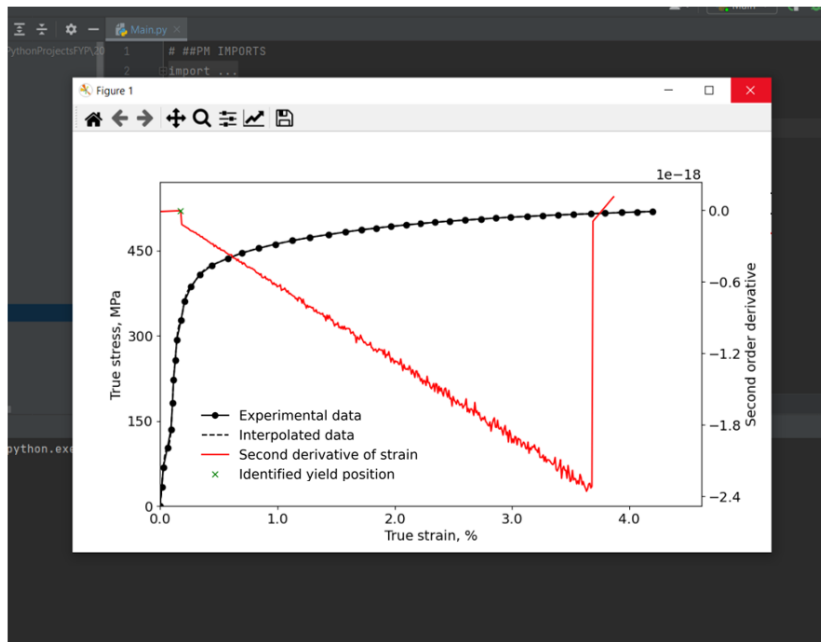 Main.py
PythonProjectsFYP\20
1 # ##PM IMPORTS
2 import ...
Figure 1
1e−18
450
300
150
0
True stress, MPa
0.0
−0.6
−1.2
−1.8
−2.4
Second order derivative
Experimental data
Interpolated data
Second derivative of strain
Identified yield position
0.0 1.0 2.0 3.0 4.0
True strain, %
python.exe